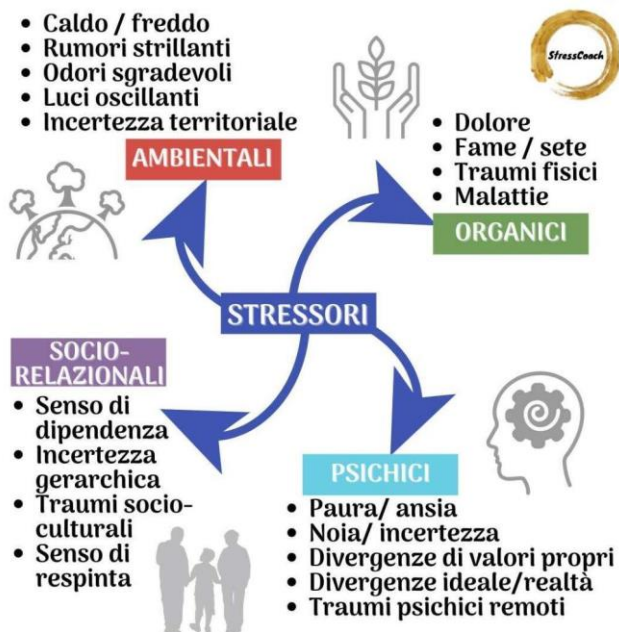 • Caldo / freddo
• Rumori strillanti
• Odori sgradevoli
• Luci oscillanti
• Incertezza territoriale
AMBIENTALI
StressCoach
• Dolore
• Fame / sete
• Traumi fisici
• Malattie
ORGANICI
STRESSORI
SOCIO-
RELAZIONALI
• Senso di
dipendenza
• Incertezza
gerarchica
• Traumi socio-
culturali
• Senso di
respinta
PSICHICI
• Paura/ ansia
• Noia/ incertezza
• Divergenze di valori propri
• Divergenze ideale/realtà
• Traumi psichici remoti